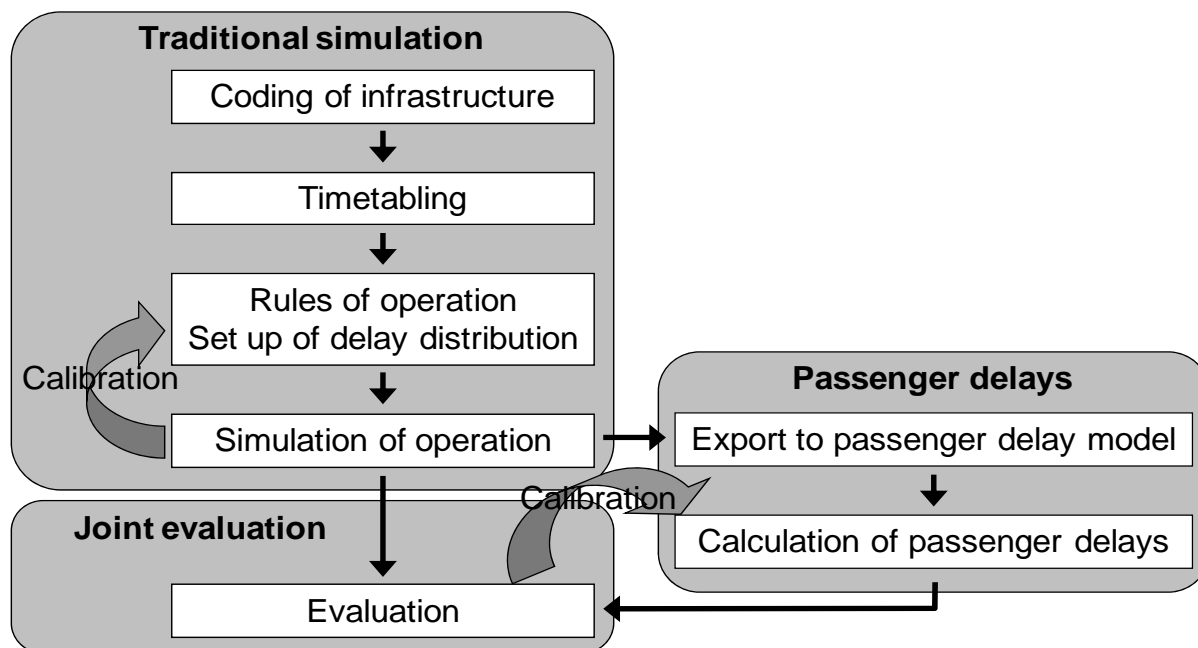 Traditional simulation
Coding of infrastructure
Timetabling
Rules of operation
Set up of delay distribution
Calibration
Simulation of operation
Passenger delays
Export to passenger delay model
Calibration
Calculation of passenger delays
Joint evaluation
Evaluation